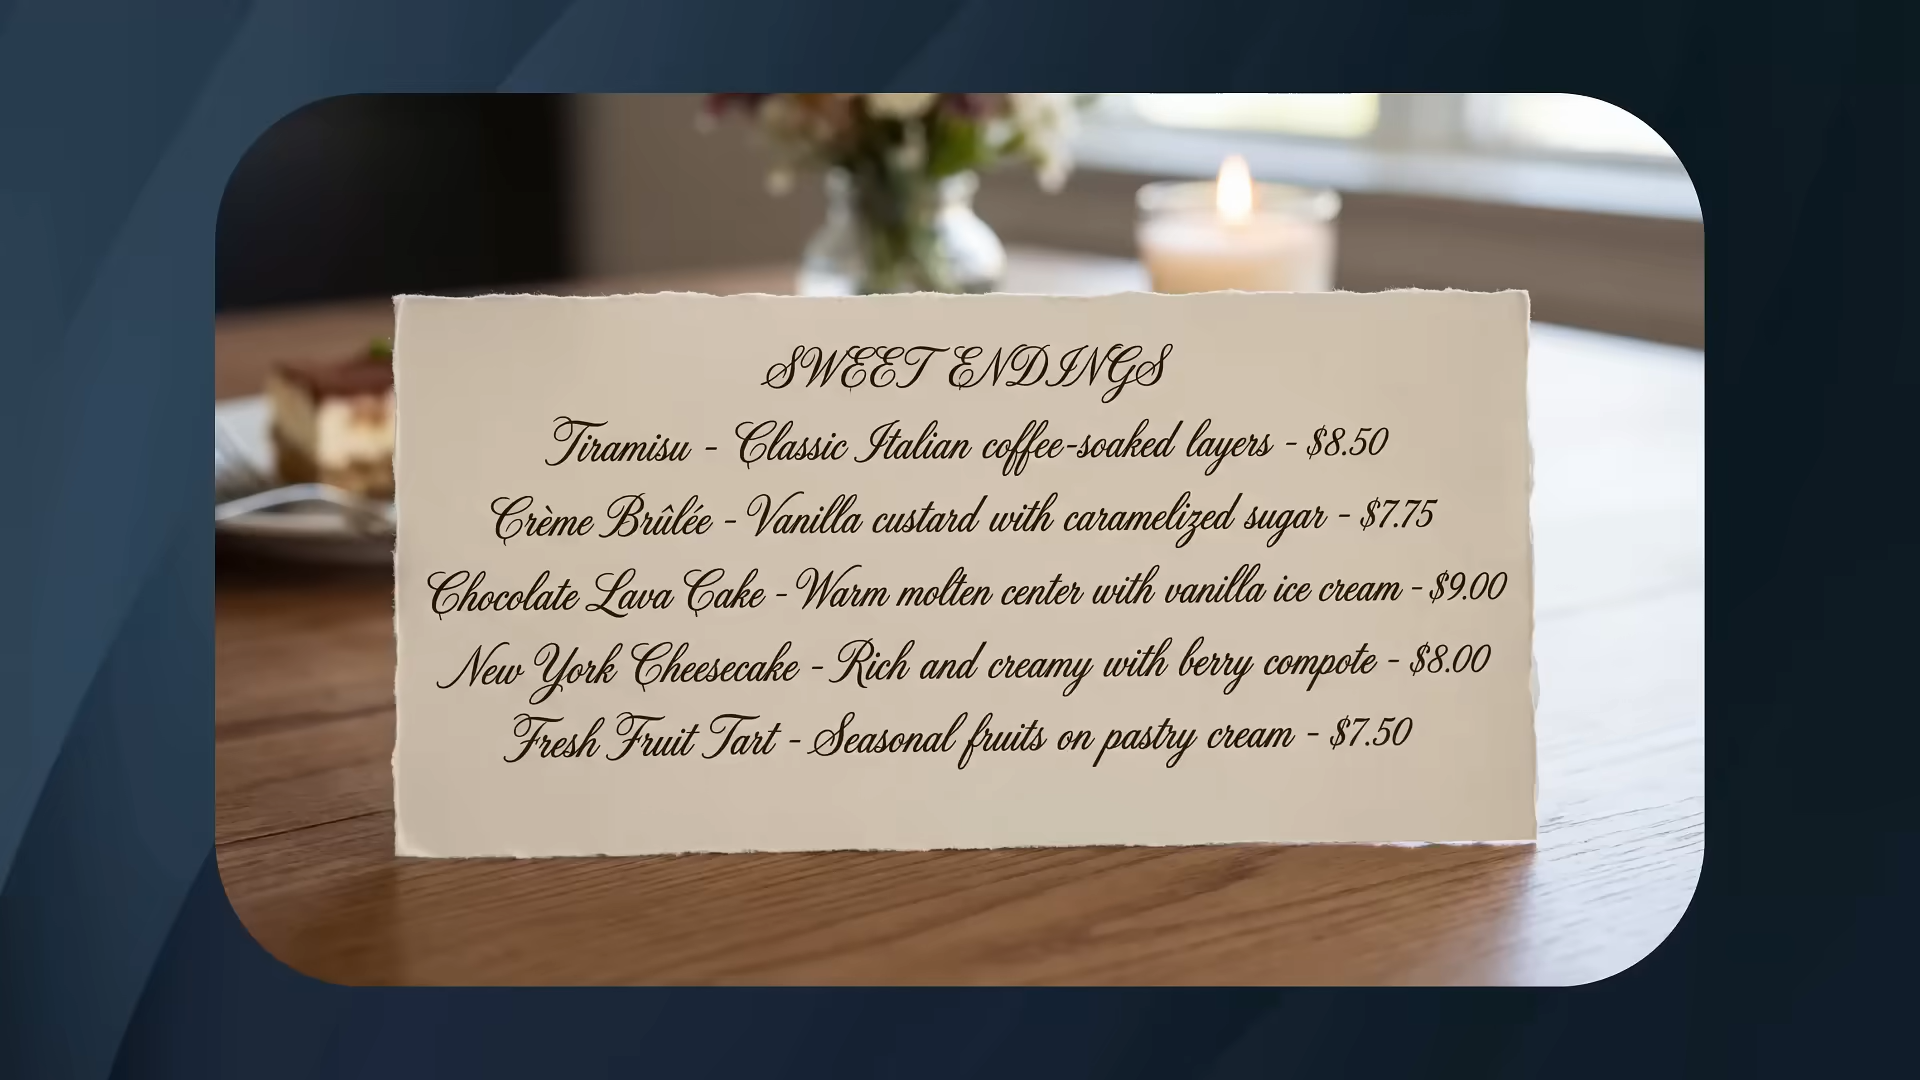 SWEET ENDINGS
Tiramisu - Classic Italian coffee-soaked layers - $8.50
Crème Brûlée - Vanilla custard with caramelized sugar - $7.75
Chocolate Lava Cake - Warm molten center with vanilla ice cream - $9.00
New York Cheesecake - Rich and creamy with berry compote - $8.00
Fresh Fruit Tart - Seasonal fruits on pastry cream - $7.50